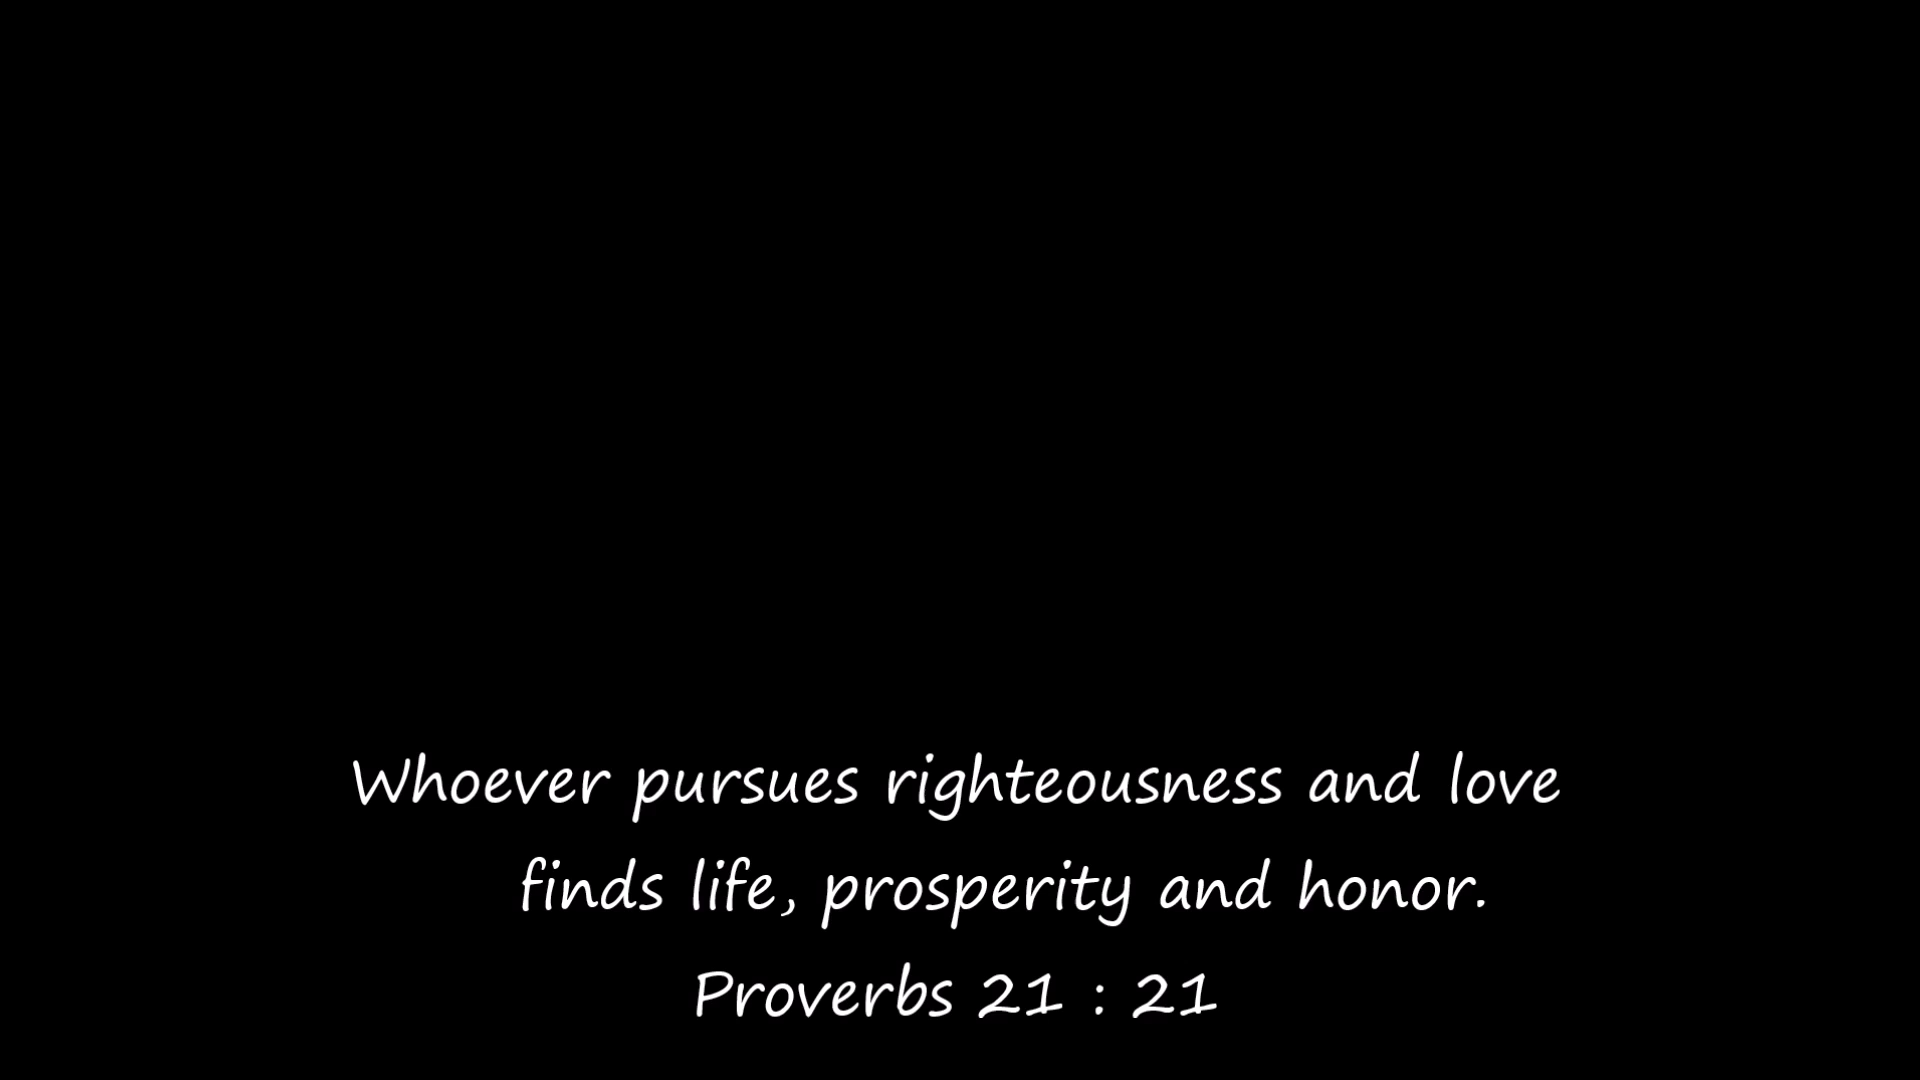 Whoever pursues righteousness and love
finds life, prosperity and honor.
Proverbs 21 : 21